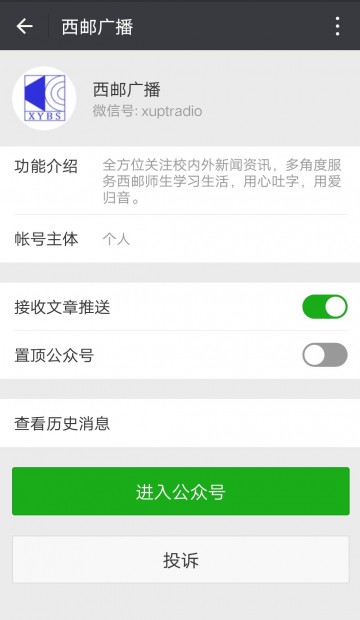 西邮广播
XYBS
西邮广播
微信号: xuptradio
功能介绍
全方位关注校内外新闻资讯，多角度服
务西邮师生学习生活，用心吐字，用爱
归音。
帐号主体
个人
接收文章推送
置顶公众号
查看历史消息
进入公众号
投诉